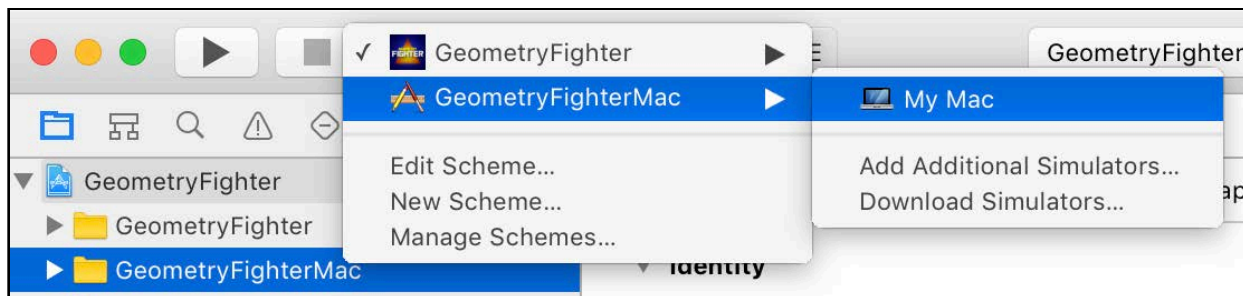 ✓ GeometryFighter
GeometryFighter
GeometryFighterMac
My Mac
Edit Scheme...
New Scheme...
Manage Schemes...
Add Additional Simulators...
Download Simulators...
GeometryFighter
GeometryFighter
GeometryFighterMac
Identity